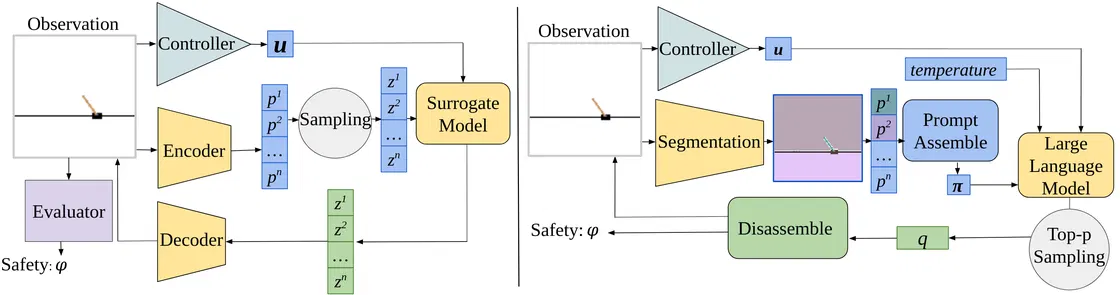 Observation
Controller
u
Encoder
p1
p2
...
pn
Sampling
z1
z2
...
zn
Surrogate
Model
Evaluator
Safety: φ
Decoder
z1
z2
...
zn
Observation
Controller
u
temperature
Segmentation
p1
p2
...
pn
Prompt
Assemble
π
Large
Language
Model
Top-p
Sampling
q
Disassemble
Safety: φ